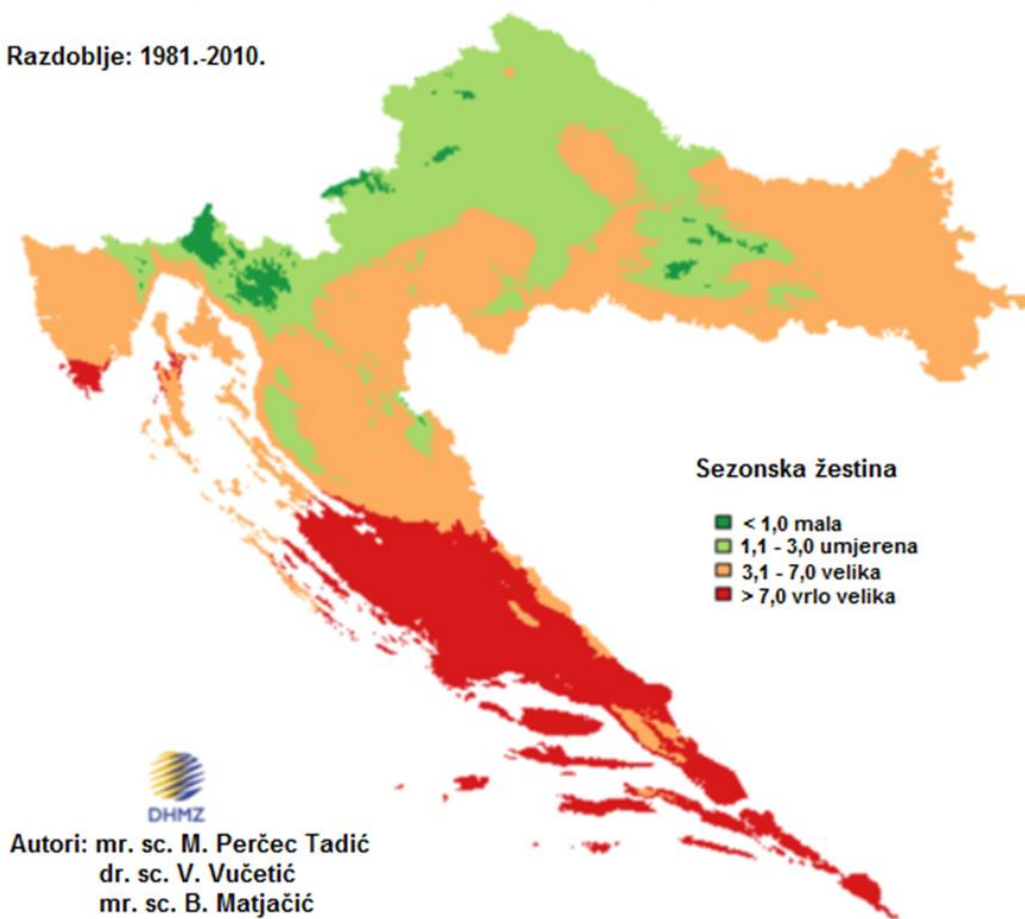 Razdoblje: 1981.-2010.
Sezonska žestina
< 1,0 mala
1,1 - 3,0 umjerena
3,1 - 7,0 velika
> 7,0 vrlo velika
DHMZ
Autori: mr. sc. M. Perčec Tadić
dr. sc. V. Vučetić
mr. sc. B. Matjačić